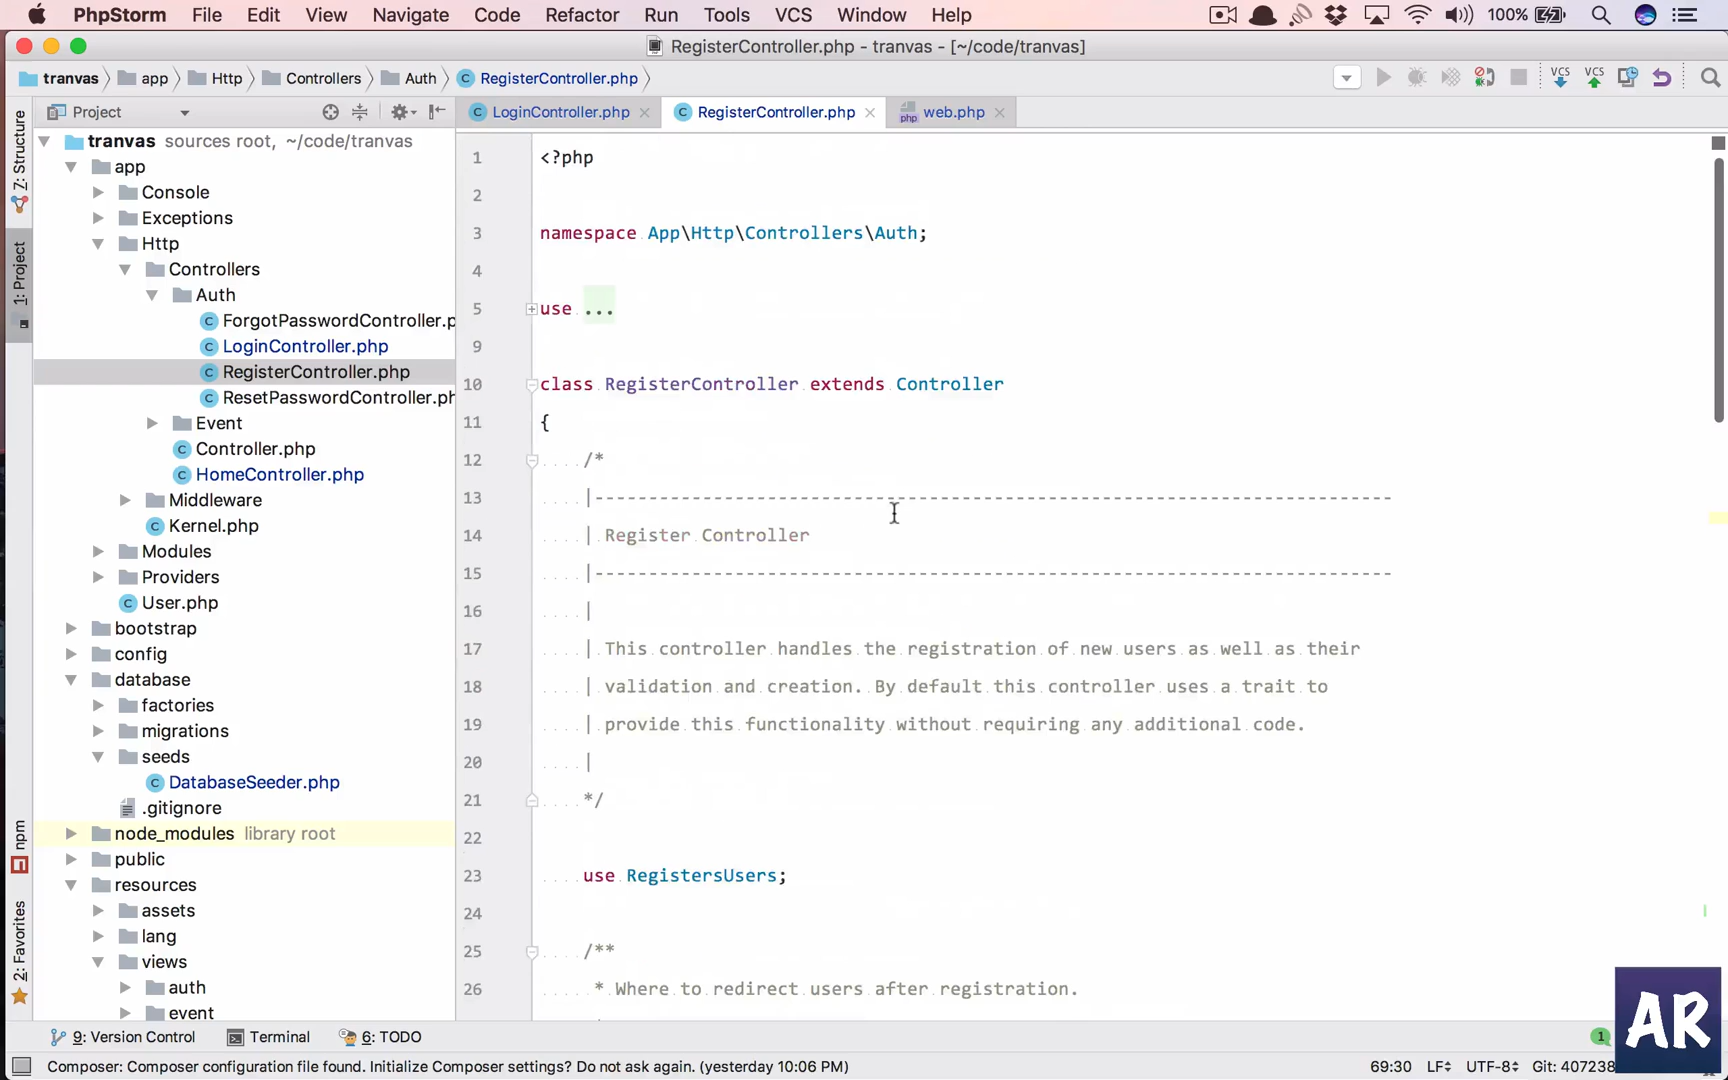 PhpStorm File Edit View Navigate Code Refactor Run Tools VCS Window Help 100%
RegisterController.php - tranvas - [~/code/tranvas]
tranvas app Http Controllers Auth RegisterController.php VCS VCS
Project LoginController.php RegisterController.php php web.php
7: Structure
1: Project
npm
2: Favorites
tranvas sources root, ~/code/tranvas
app
Console
Exceptions
Http
Controllers
Auth
ForgotPasswordController.p
LoginController.php
RegisterController.php
ResetPasswordController.ph
Event
Controller.php
HomeController.php
Middleware
Kernel.php
Modules
Providers
User.php
bootstrap
config
database
factories
migrations
seeds
DatabaseSeeder.php
.gitignore
node_modules library root
public
resources
assets
lang
views
auth
event
1 <?php
2
3 namespace App\Http\Controllers\Auth;
4
5 use ...
9
10 class RegisterController extends Controller
11 {
12 /*
13 |--------------------------------------------------------------------------
14 | Register Controller
15 |--------------------------------------------------------------------------
16 |
17 | This controller handles the registration of new users as well as their
18 | validation and creation. By default this controller uses a trait to
19 | provide this functionality without requiring any additional code.
20 |
21 */
22
23 use RegistersUsers;
24
25 /**
26 * Where to redirect users after registration.
9: Version Control Terminal 6: TODO 1
Composer: Composer configuration file found. Initialize Composer settings? Do not ask again. (yesterday 10:06 PM) 69:30 LF UTF-8 Git: 407238
AR